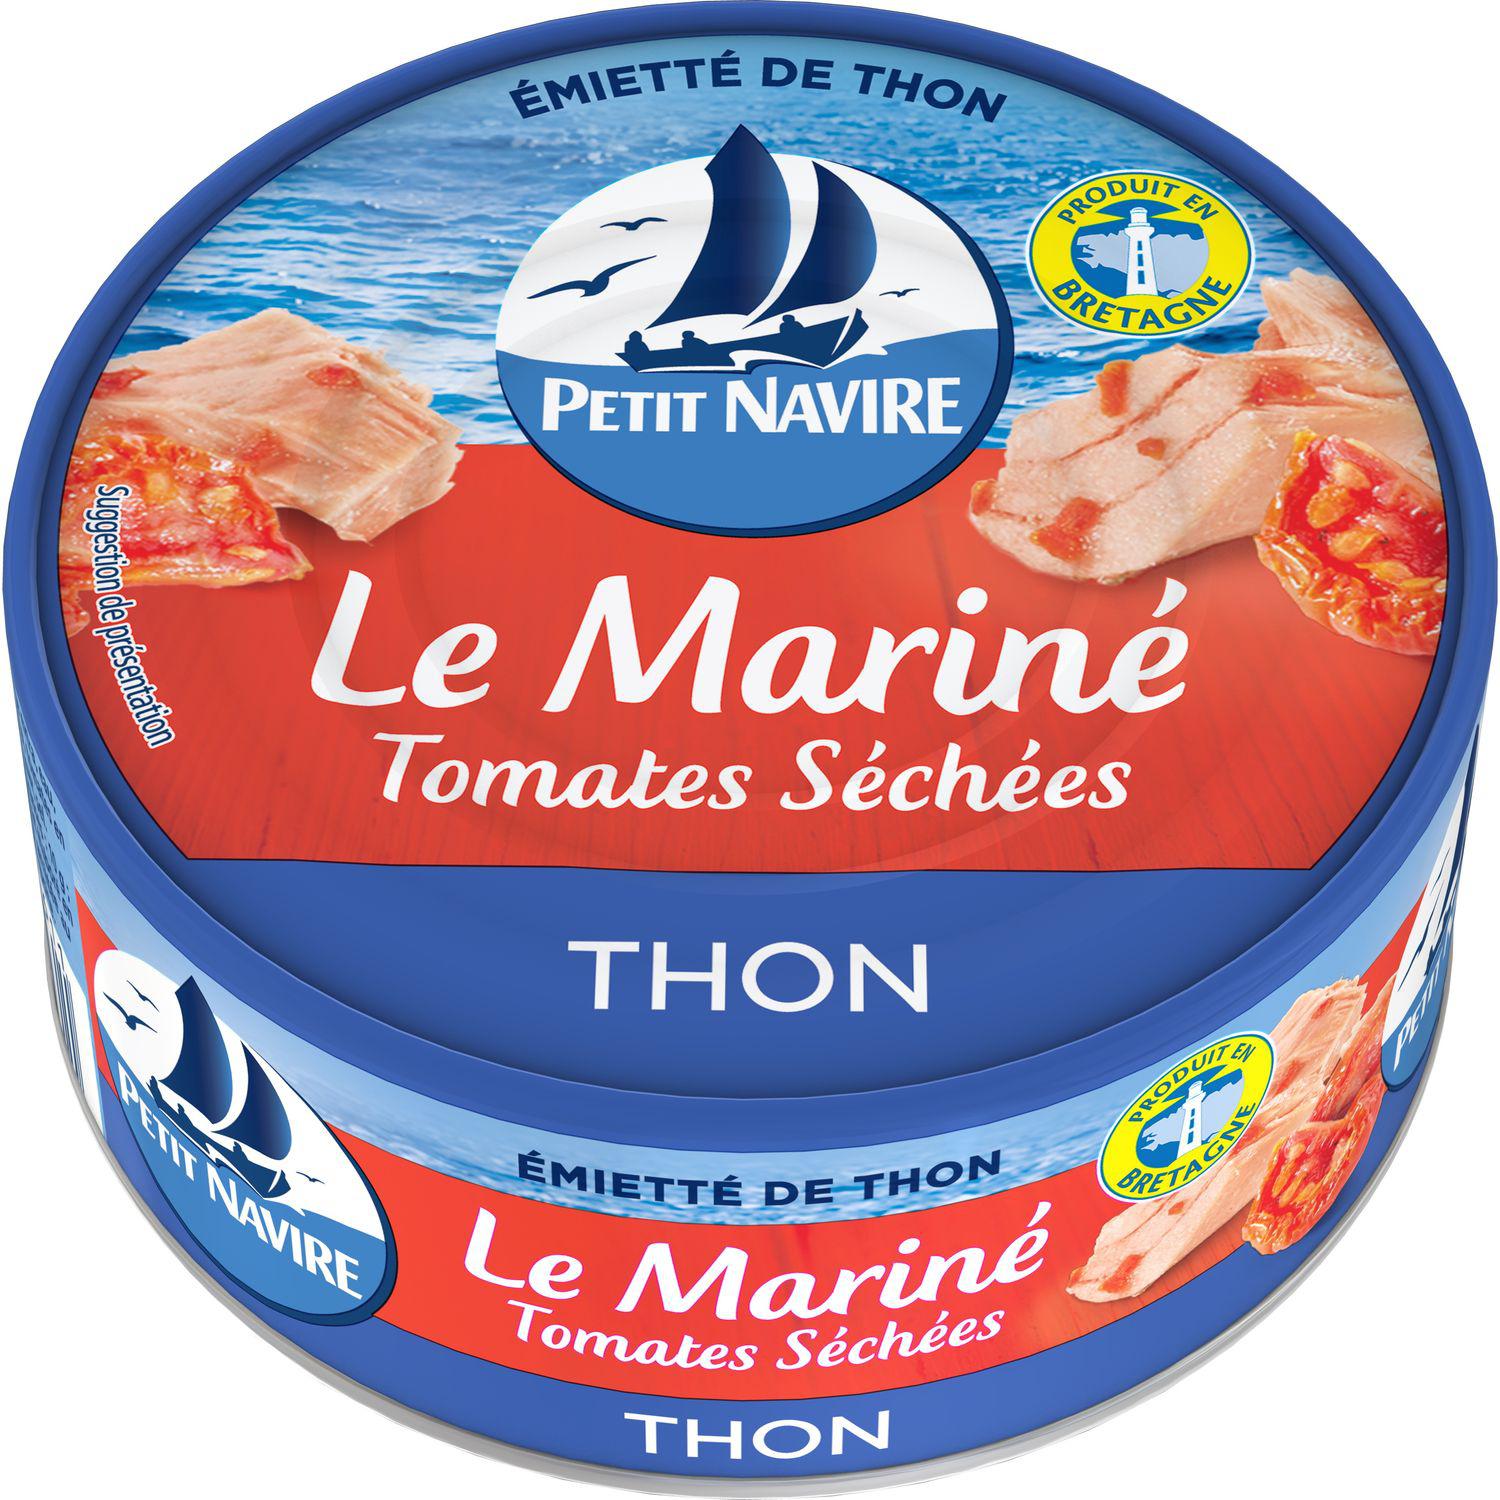 ÉMIETTÉ DE THON
PRODUIT EN
BRETAGNE
PETIT NAVIRE
Suggestion de présentation
Le Mariné
Tomates Séchées
THON
PETIT NAVIRE
ÉMIETTÉ DE THON
PRODUIT EN
BRETAGNE
Le Mariné
Tomates Séchées
THON